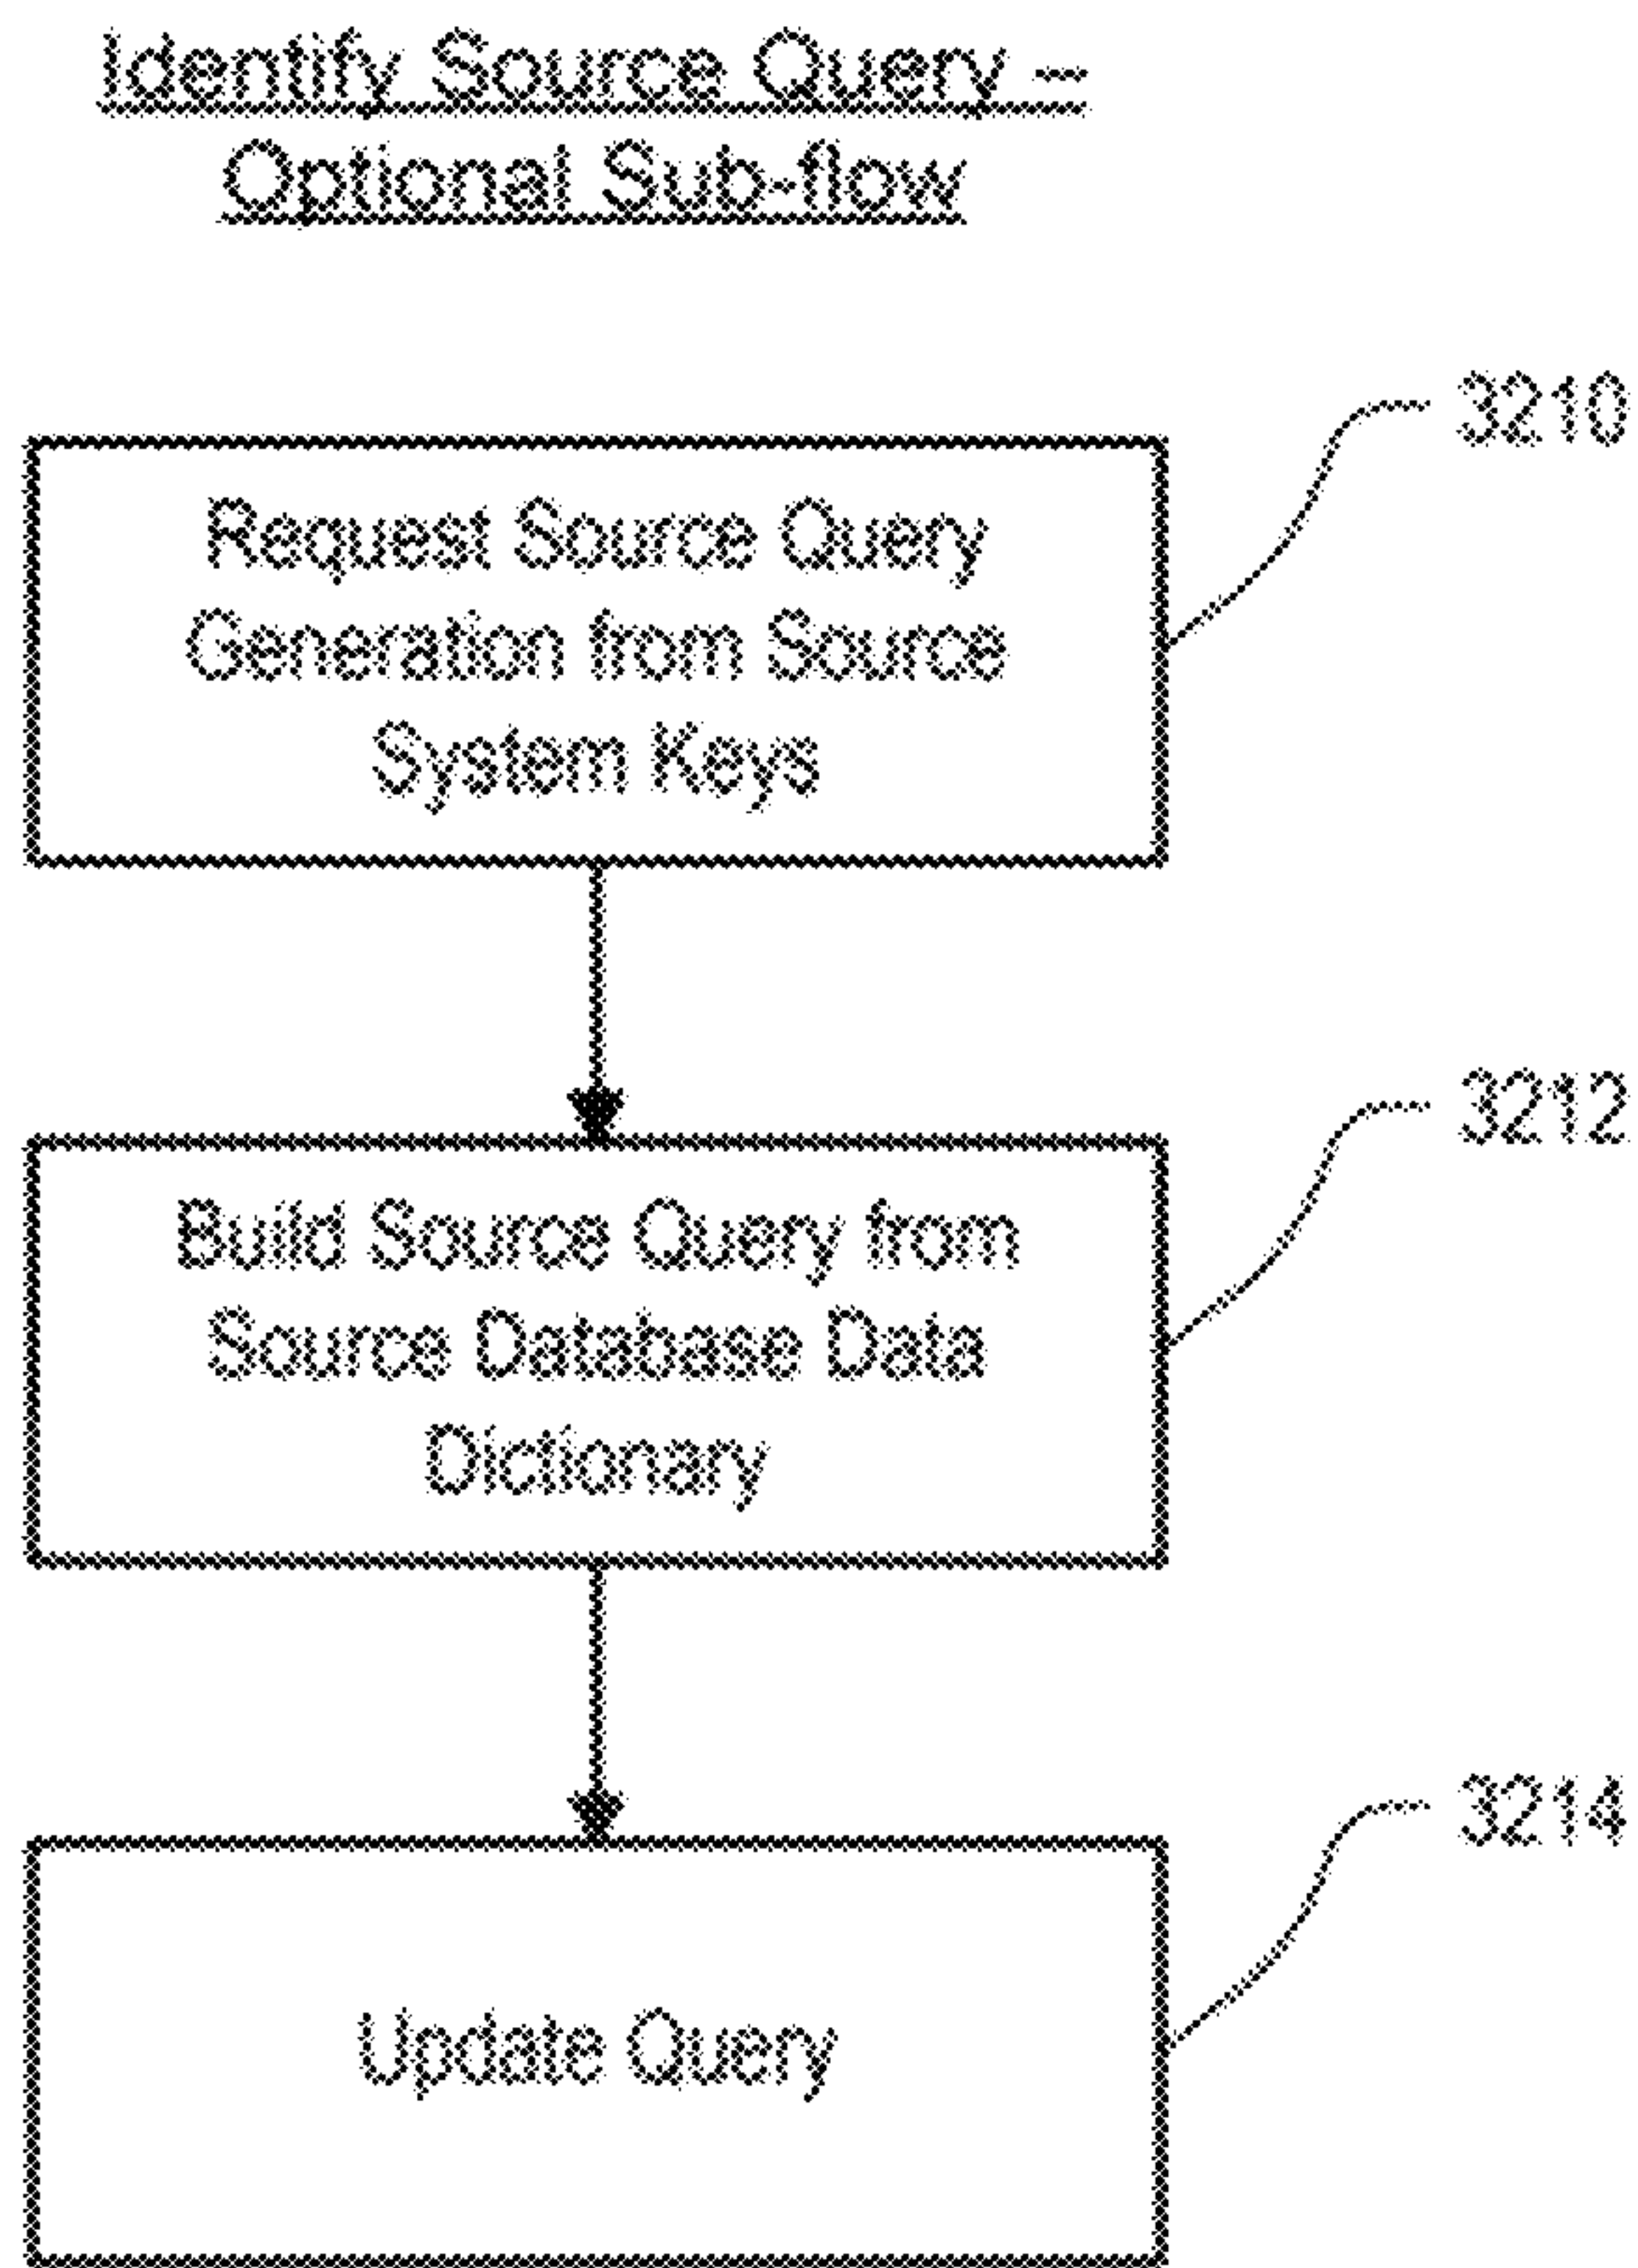 Identify Source Query –
Optional Sub-flow
3210
Request Source Query
Generation from Source
System Keys
3212
Build Source Query from
Source Database Data
Dictionary
3214
Update Query